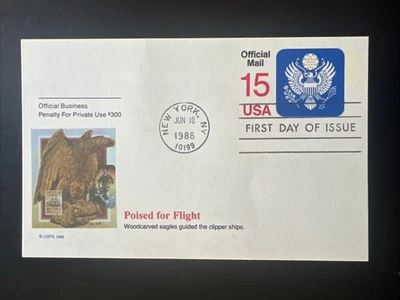 Official
Mail
15
USA
Official Business
Penalty For Private Use $300
NEW YORK, NY
JUN 10
1988
10199
FIRST DAY OF ISSUE
Poised for Flight
Woodcarved eagles guided the clipper ships.
© USPS 1988